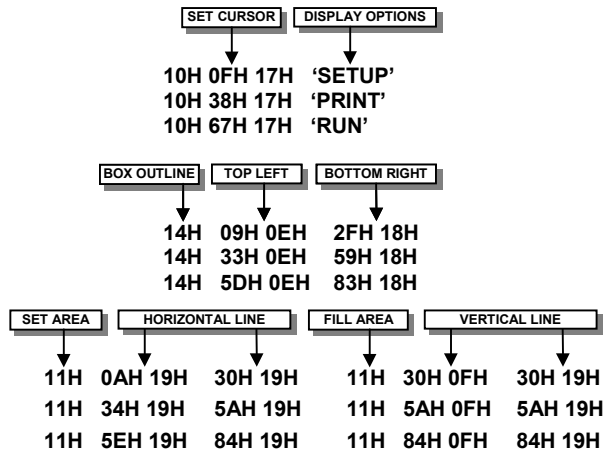 SET CURSOR DISPLAY OPTIONS
10H 0FH 17H ‘SETUP’
10H 38H 17H ‘PRINT’
10H 67H 17H ‘RUN’
BOX OUTLINE TOP LEFT BOTTOM RIGHT
14H 09H 0EH 2FH 18H
14H 33H 0EH 59H 18H
14H 5DH 0EH 83H 18H
SET AREA HORIZONTAL LINE FILL AREA VERTICAL LINE
11H 0AH 19H 30H 19H 11H 30H 0FH 30H 19H
11H 34H 19H 5AH 19H 11H 5AH 0FH 5AH 19H
11H 5EH 19H 84H 19H 11H 84H 0FH 84H 19H